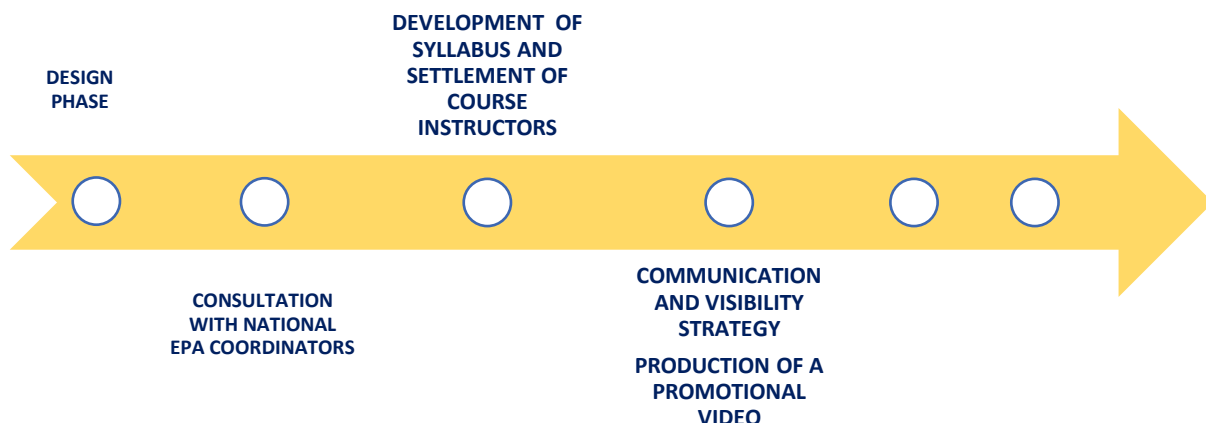 DESIGN
PHASE
CONSULTATION
WITH NATIONAL
EPA COORDINATORS
DEVELOPMENT OF
SYLLABUS AND
SETTLEMENT OF
COURSE
INSTRUCTORS
COMMUNICATION
AND VISIBILITY
STRATEGY
PRODUCTION OF A
PROMOTIONAL
VIDEO